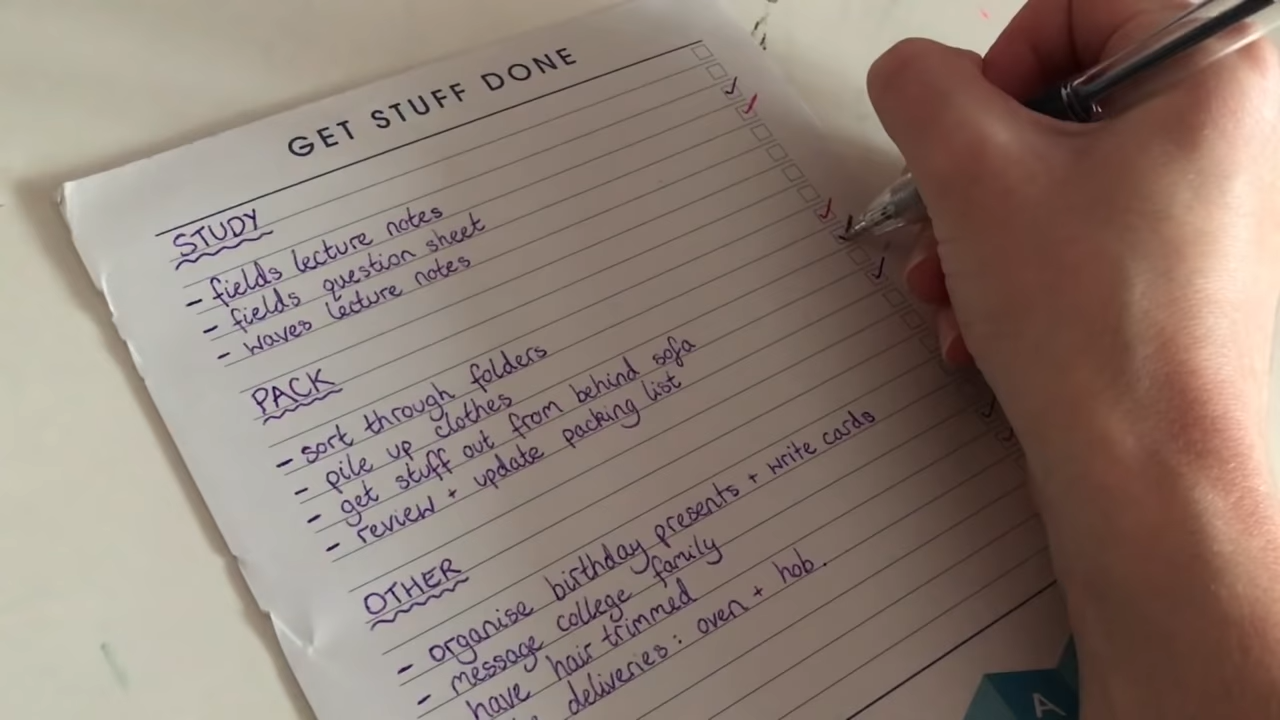 GET STUFF DONE
STUDY
- fields lecture notes
- fields question sheet
- waves lecture notes
PACK
- sort through folders
- pile up clothes
- get stuff out from behind sofa
- review + update packing list
OTHER
- organise birthday presents + write cards
- message college family
have hair trimmed
deliveries: oven + hob.
A